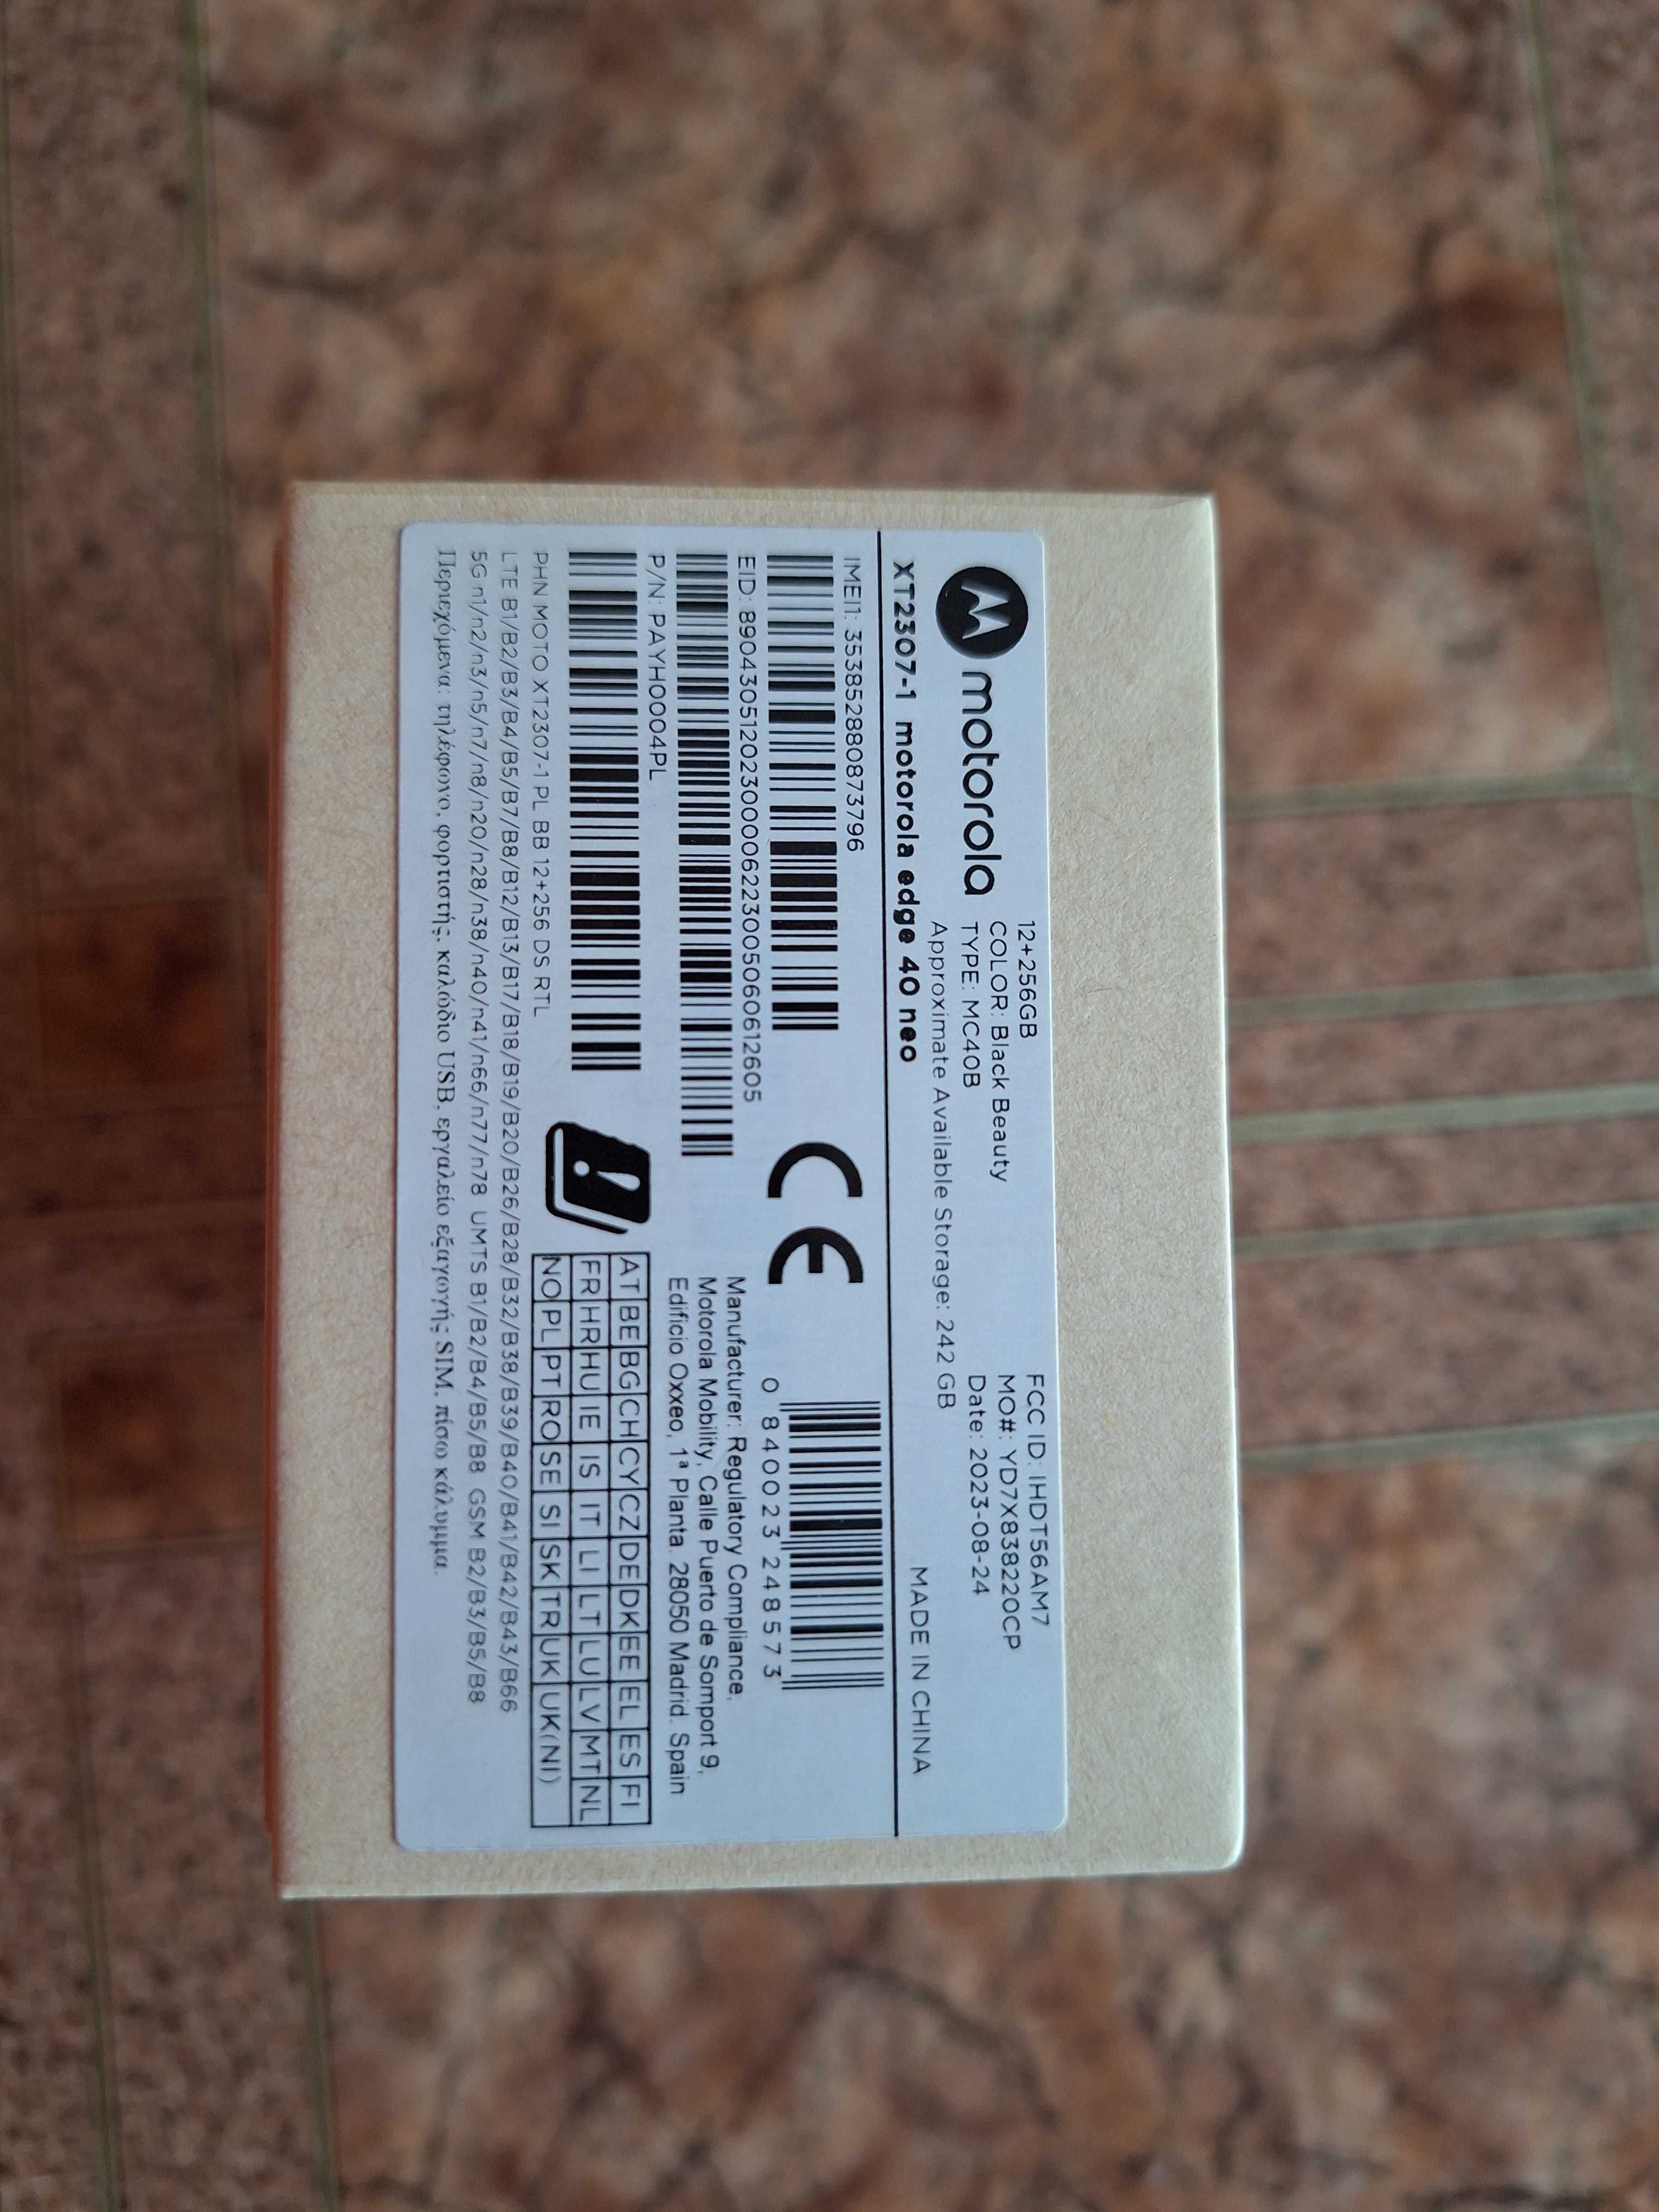 motorola
12+256GB
COLOR: Black Beauty
TYPE: MC40B
Approximate Available Storage: 242 GB
FCC ID: IHDT56AM7
MO#: YD7X838220CP
Date: 2023-08-24
MADE IN CHINA
XT2307-1 motorola edge 40 neo
IMEI1: 353852880873796
EID: 89043051202300006223005060612605
P/N: PAYH0004PL
PHN MOTO XT2307-1 PL BB 12+256 DS RTL
CE
0 840023 248573
Manufacturer: Regulatory Compliance,
Motorola Mobility, Calle Puerto de Somport 9,
Edificio Oxxeo, 1ª Planta. 28050 Madrid. Spain
AT BE BG CH CY CZ DE DK EE EL ES FI
FR HR HU IE IS IT LI LT LU LV MT NL
NO PL PT RO SE SI SK TR UK UK(NI)
LTE B1/B2/B3/B4/B5/B7/B8/B12/B13/B17/B18/B19/B20/B26/B28/B32/B38/B39/B40/B41/B42/B43/B66
5G n1/n2/n3/n5/n7/n8/n20/n28/n38/n40/n41/n66/n77/n78 UMTS B1/B2/B4/B5/B8 GSM B2/B3/B5/B8
Περιεχόμενα: τηλέφωνο, φορτιστής, καλώδιο USB, εργαλείο εξαγωγής SIM, πίσω κάλυμμα.